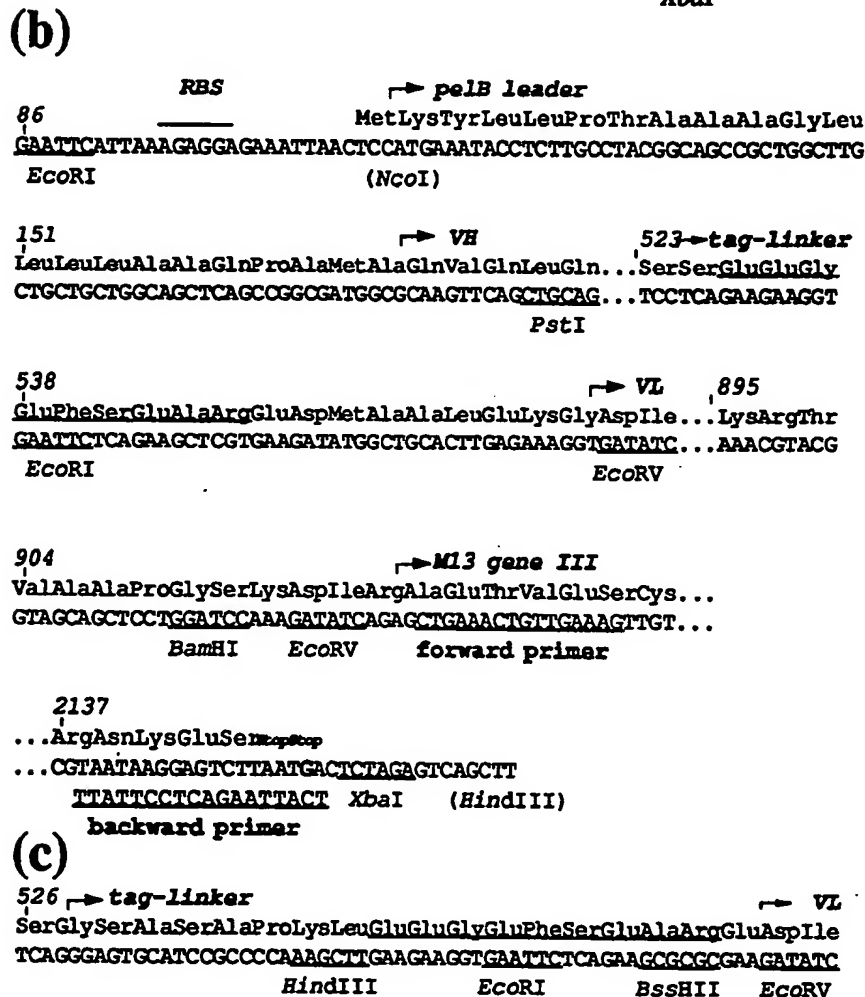 XbaI
(b)
RBS pelB leader
86 MetLysTyrLeuLeuProThrAlaAlaAlaGlyLeu
GAATTCATTAAAGAGGAGAAATTAACTCCATGAAATACCTCTTGCCTACGGCAGCCGCTGGCTTG
EcoRI (NcoI)
151 VH 523 tag-linker
LeuLeuLeuAlaAlaGlnProAlaMetAlaGlnValGlnLeuGln...SerSerGluGluGly
CTGCTGCTGGCAGCTCAGCCGGCGATGGCGCAAGTTCAGCTGCAG...TCCTCAGAAGAAGGT
PstI
538 VL 895
GluPheSerGluAlaArgGluAspMetAlaAlaLeuGluLysGlyAspIle...LysArgThr
GAATTCTCAGAAGCTCGTGAAGATATGGCTGCACTTGAGAAAGGTGATATC...AAACGTACG
EcoRI EcoRV
904 M13 gene III
ValAlaAlaProGlySerLysAspIleArgAlaGluThrValGluSerCys...
GTAGCAGCTCCTGGATCCAAAGATATCAGAGCTGAAACTGTTGAAAGTTGT...
BamHI EcoRV forward primer
2137
...ArgAsnLysGluSerStopStop
...CGTAATAAGGAGTCTTAATGACTCTAGAGTCAGCTT
TTATTCCTCAGAATTACT XbaI (HindIII)
backward primer
(c)
526 tag-linker VL
SerGlySerAlaSerAlaProLysLeuGluGluGlyGluPheSerGluAlaArgGluAspIle
TCAGGGAGTGCATCCGCCCCAAAGCTTGAAGAAGGTGAATTCTCAGAAGCGCGCGAAGATATC
HindIII EcoRI BssHII EcoRV